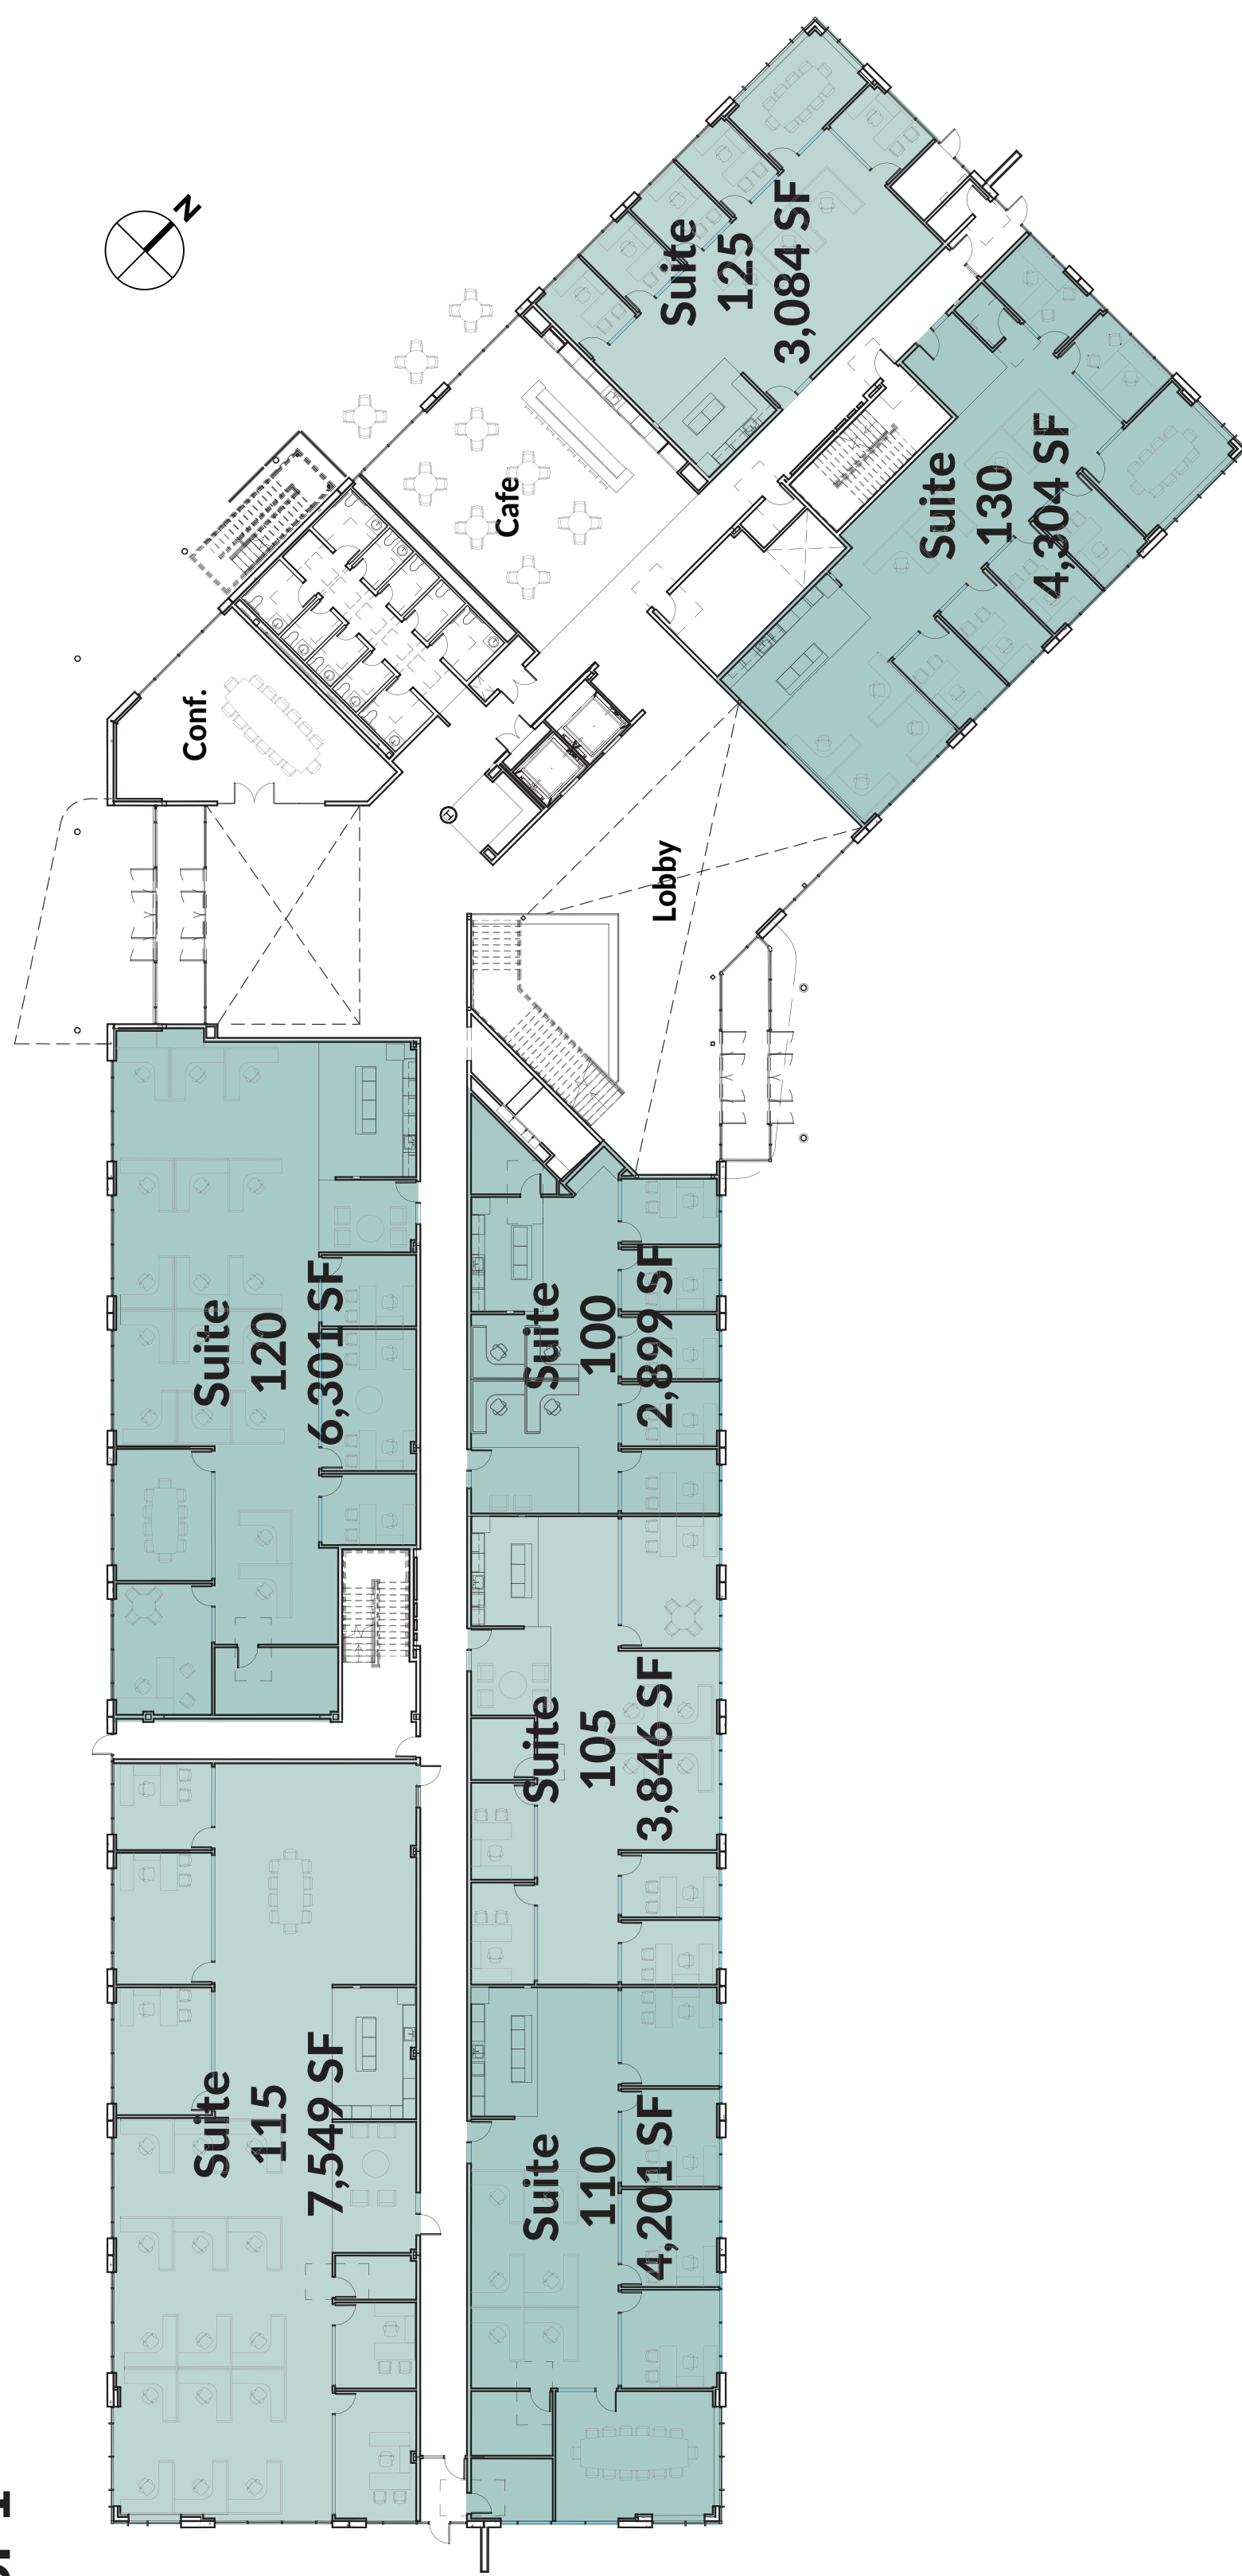 N
Suite
125
3,084 SF
Cafe
Suite
130
4,304 SF
Conf.
Lobby
Suite
120
6,301 SF
Suite
100
2,899 SF
Suite
105
3,846 SF
Suite
115
7,549 SF
Suite
110
4,201 SF